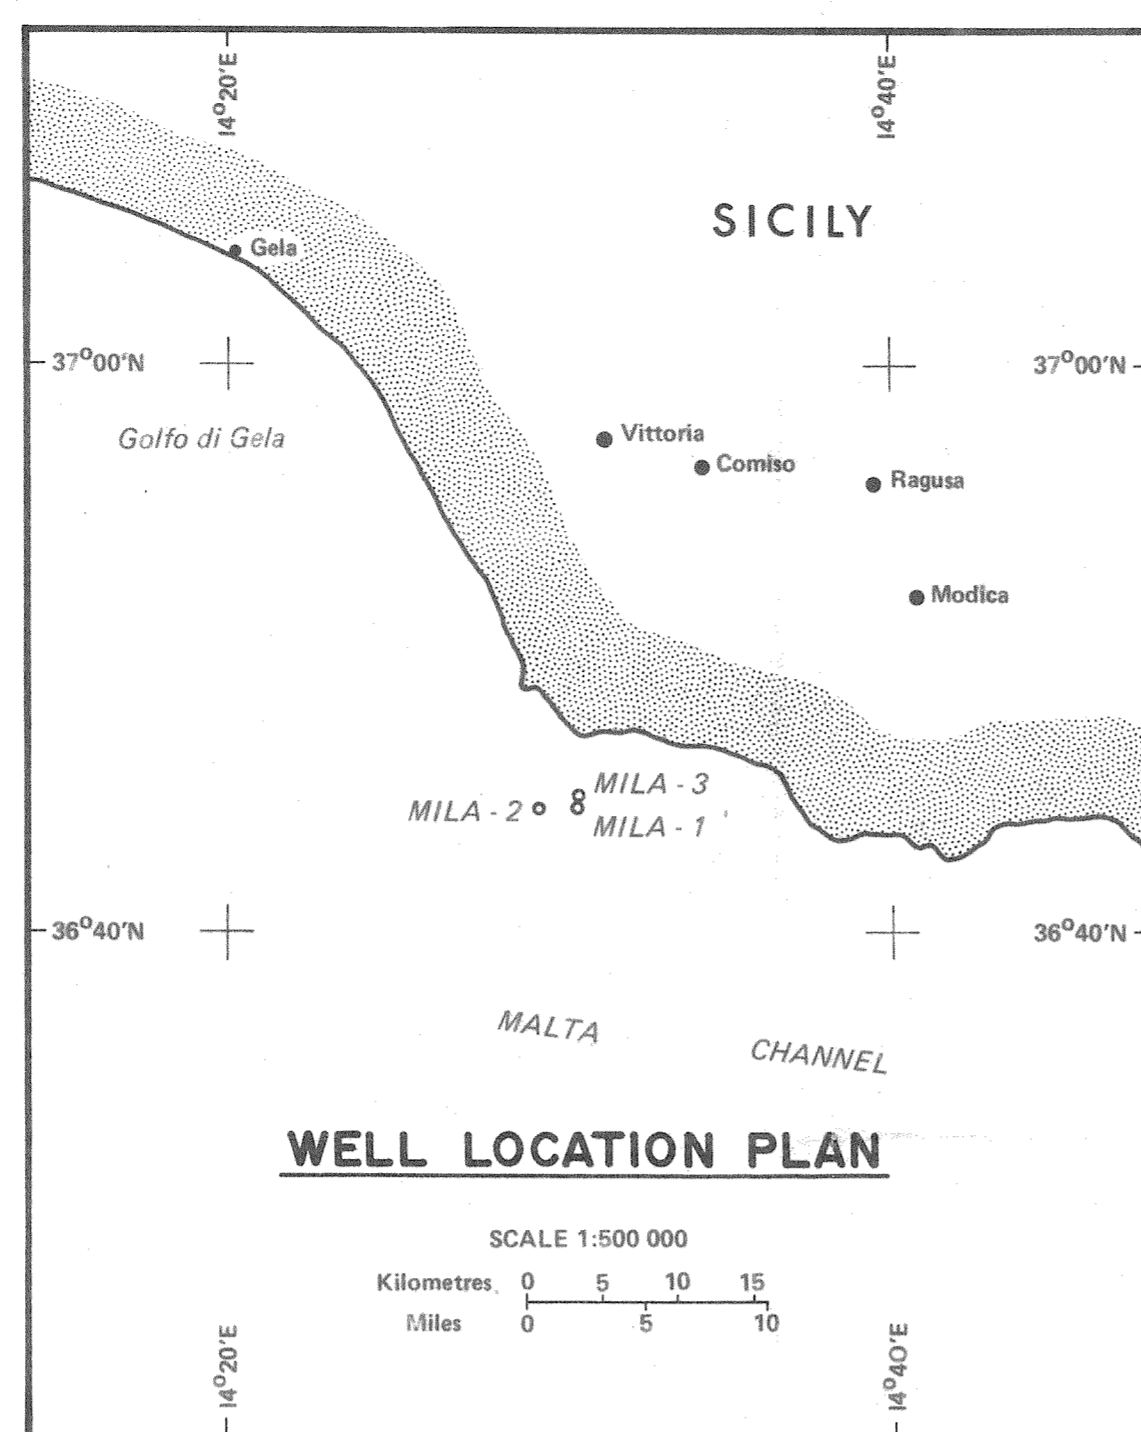 14°20'E
14°40'E
SICILY
Gela
37°00'N
37°00'N
Golfo di Gela
Vittoria
Comiso
Ragusa
Modica
MILA - 3
MILA - 2
MILA - 1
36°40'N
36°40'N
MALTA CHANNEL
WELL LOCATION PLAN
SCALE 1:500 000
Kilometres 0 5 10 15
Miles 0 5 10
14°20'E
14°40'E